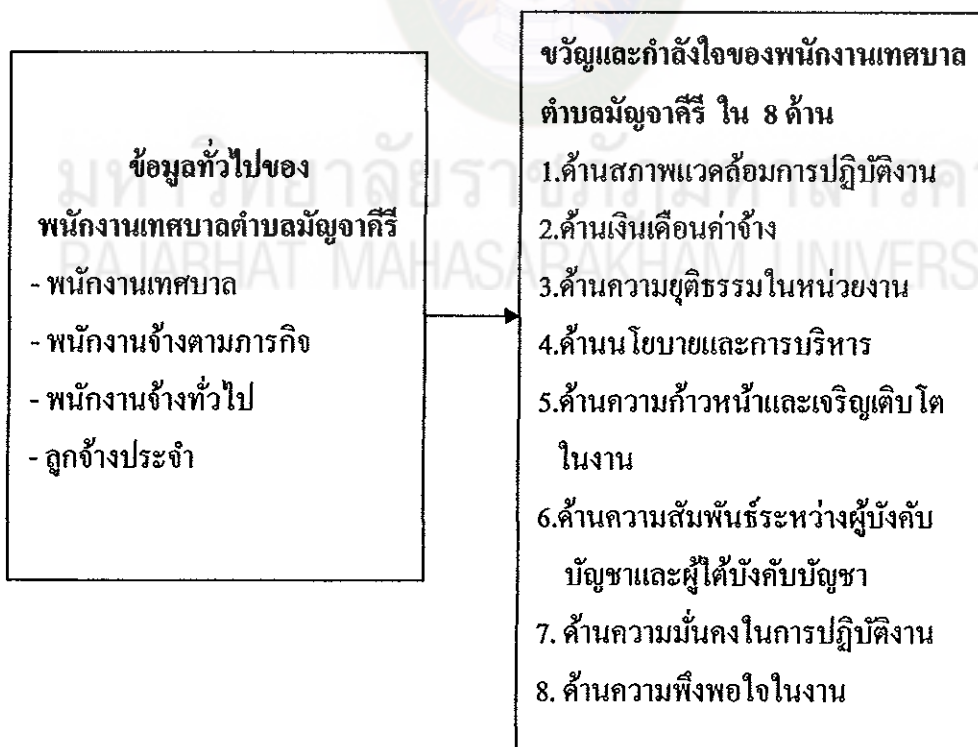 ข้อมูลทั่วไปของ
พนักงานเทศบาลตำบลมัญจาคีรี
- พนักงานเทศบาล
- พนักงานจ้างตามภารกิจ
- พนักงานจ้างทั่วไป
- ลูกจ้างประจำ
ขวัญและกำลังใจของพนักงานเทศบาล
ตำบลมัญจาคีรี ใน 8 ด้าน
1.ด้านสภาพแวดล้อมการปฏิบัติงาน
2.ด้านเงินเดือนค่าจ้าง
3.ด้านความยุติธรรมในหน่วยงาน
4.ด้านนโยบายและการบริหาร
5.ด้านความก้าวหน้าและเจริญเติบโต
ในงาน
6.ด้านความสัมพันธ์ระหว่างผู้บังคับ
บัญชาและผู้ใต้บังคับบัญชา
7. ด้านความมั่นคงในการปฏิบัติงาน
8. ด้านความพึงพอใจในงาน
RAJABHAT MAHASARAKHAM UNIVERS